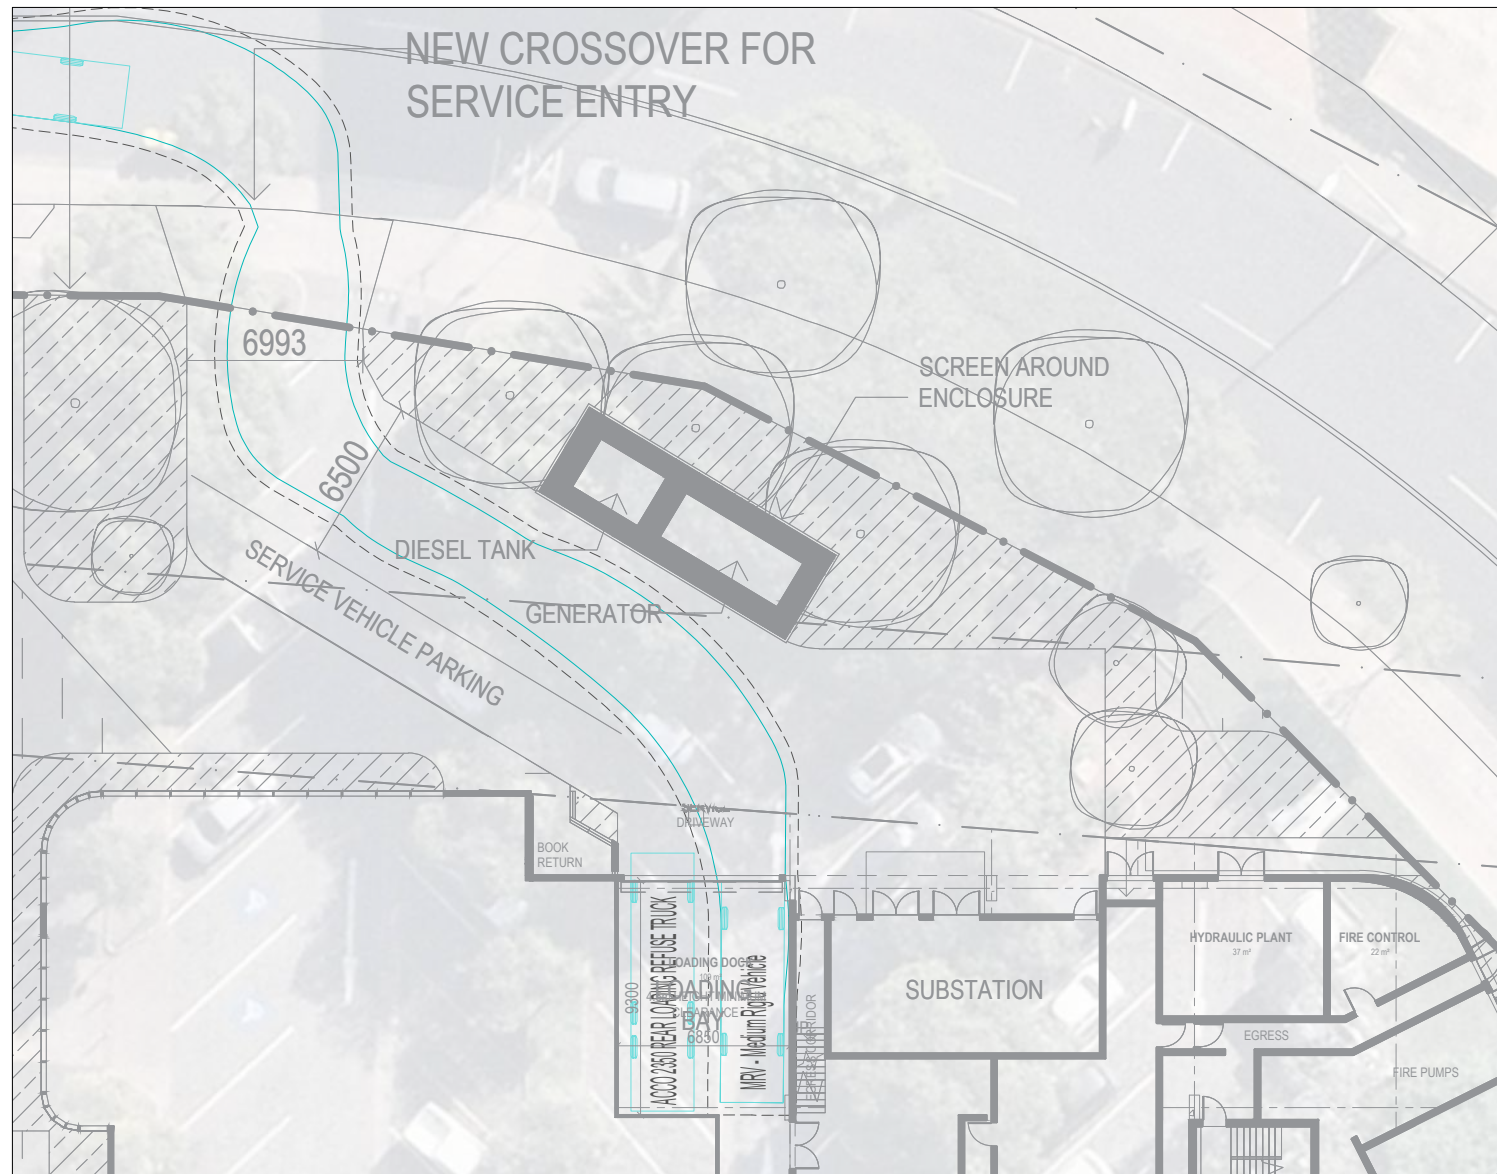 NEW CROSSOVER FOR
SERVICE ENTRY
6993
SCREEN AROUND
ENCLOSURE
6500
DIESEL TANK
GENERATOR
SERVICE VEHICLE PARKING
DRIVEWAY
BOOK
RETURN
ACCO 2350 REAR LOADING REFUSE TRUCK
MRV - Medium Rigid Vehicle
LOADING DOCK
LOADING
BAY
CLEARANCE
9300
6850
SUBSTATION
HYDRAULIC PLANT
37 m²
FIRE CONTROL
22 m²
EGRESS
FIRE PUMPS